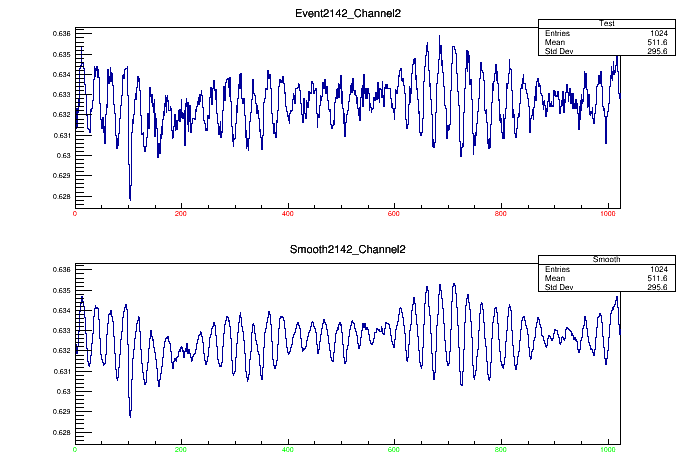 Event2142_Channel2
Test
Entries 1024
Mean 511.6
Std Dev 295.6
0.636
0.635
0.634
0.633
0.632
0.631
0.63
0.629
0.628
0 200 400 600 800 1000
Smooth2142_Channel2
Smooth
Entries 1024
Mean 511.6
Std Dev 295.6
0.636
0.635
0.634
0.633
0.632
0.631
0.63
0.629
0.628
0 200 400 600 800 1000